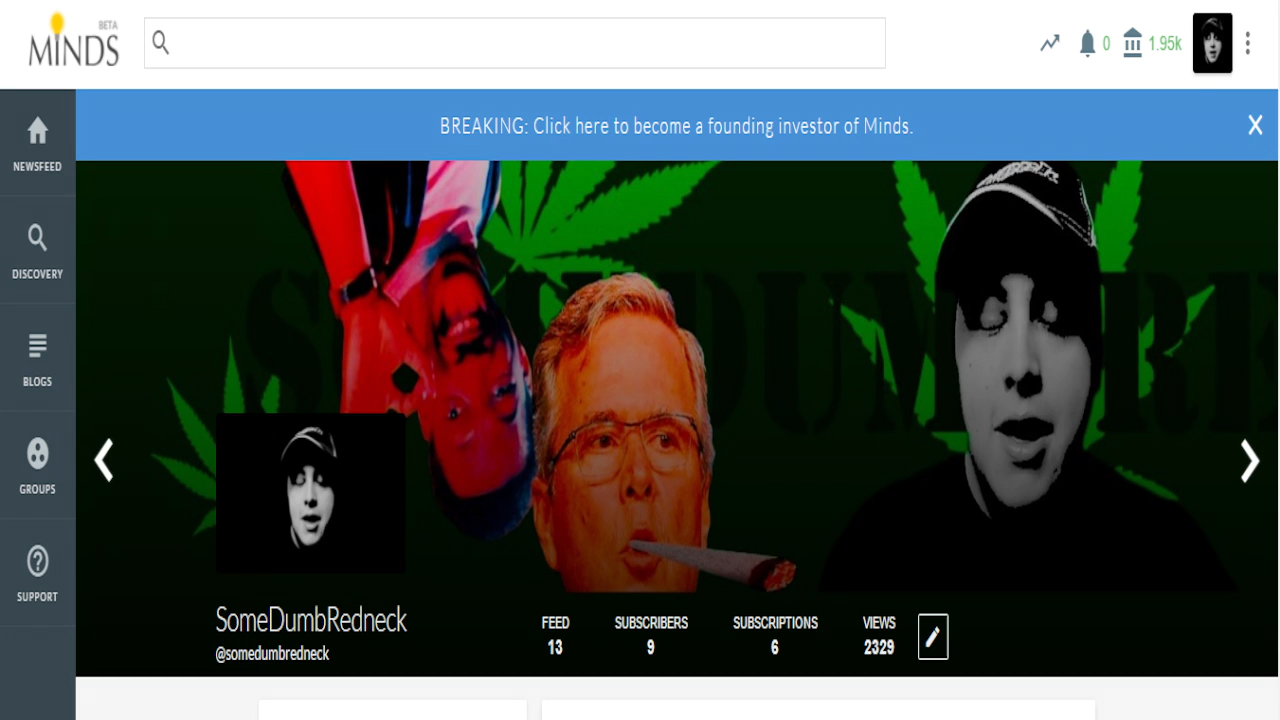 BETA
MINDS
0
1.95k
BREAKING: Click here to become a founding investor of Minds.
X
NEWSFEED
DISCOVERY
BLOGS
GROUPS
SUPPORT
SomeDumbRedneck
@somedumbredneck
FEED
13
SUBSCRIBERS
9
SUBSCRIPTIONS
6
VIEWS
2329